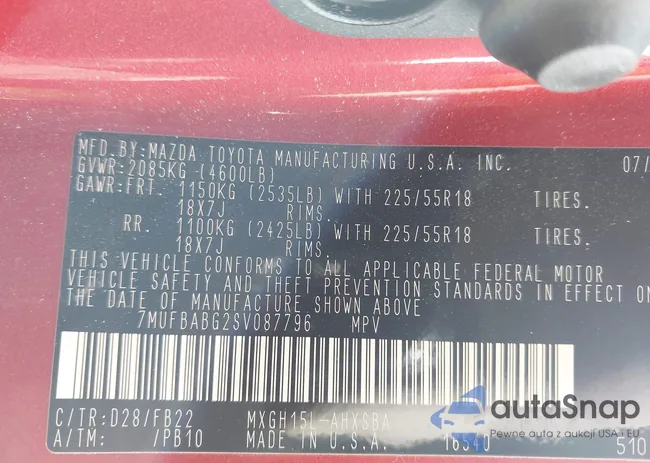 MFD.BY:MAZDA TOYOTA MANUFACTURING U.S.A. INC. 07/
GVWR:2085KG (4600LB)
GAWR:FRT. 1150KG (2535LB) WITH 225/55R18 TIRES.
18X7J RIMS.
RR. 1100KG (2425LB) WITH 225/55R18 TIRES.
18X7J RIMS.
THIS VEHICLE CONFORMS TO ALL APPLICABLE FEDERAL MOTOR
VEHICLE SAFETY AND THEFT PREVENTION STANDARDS IN EFFECT ON
THE DATE OF MANUFACTURE SHOWN ABOVE.
7MUFBABG2SV087796 MPV
C/TR:D28/FB22 MXGH15L-AHXSBA
A/TM: /PB10 MADE IN U.S.A. 16540 510
autoSnap
Pewne auta z aukcji USA i EU